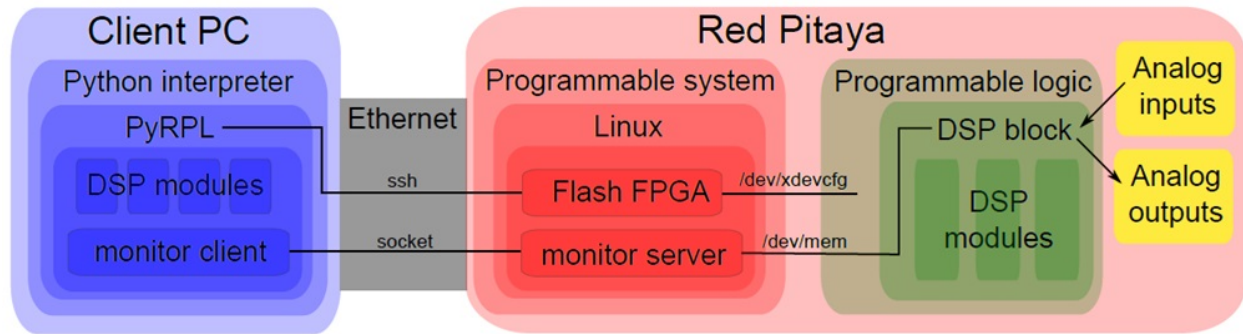 Client PC
Python interpreter
PyRPL
DSP modules
monitor client
Ethernet
ssh
socket
Red Pitaya
Programmable system
Linux
Flash FPGA
monitor server
/dev/xdevcfg
/dev/mem
Programmable logic
DSP block
DSP
modules
Analog
inputs
Analog
outputs